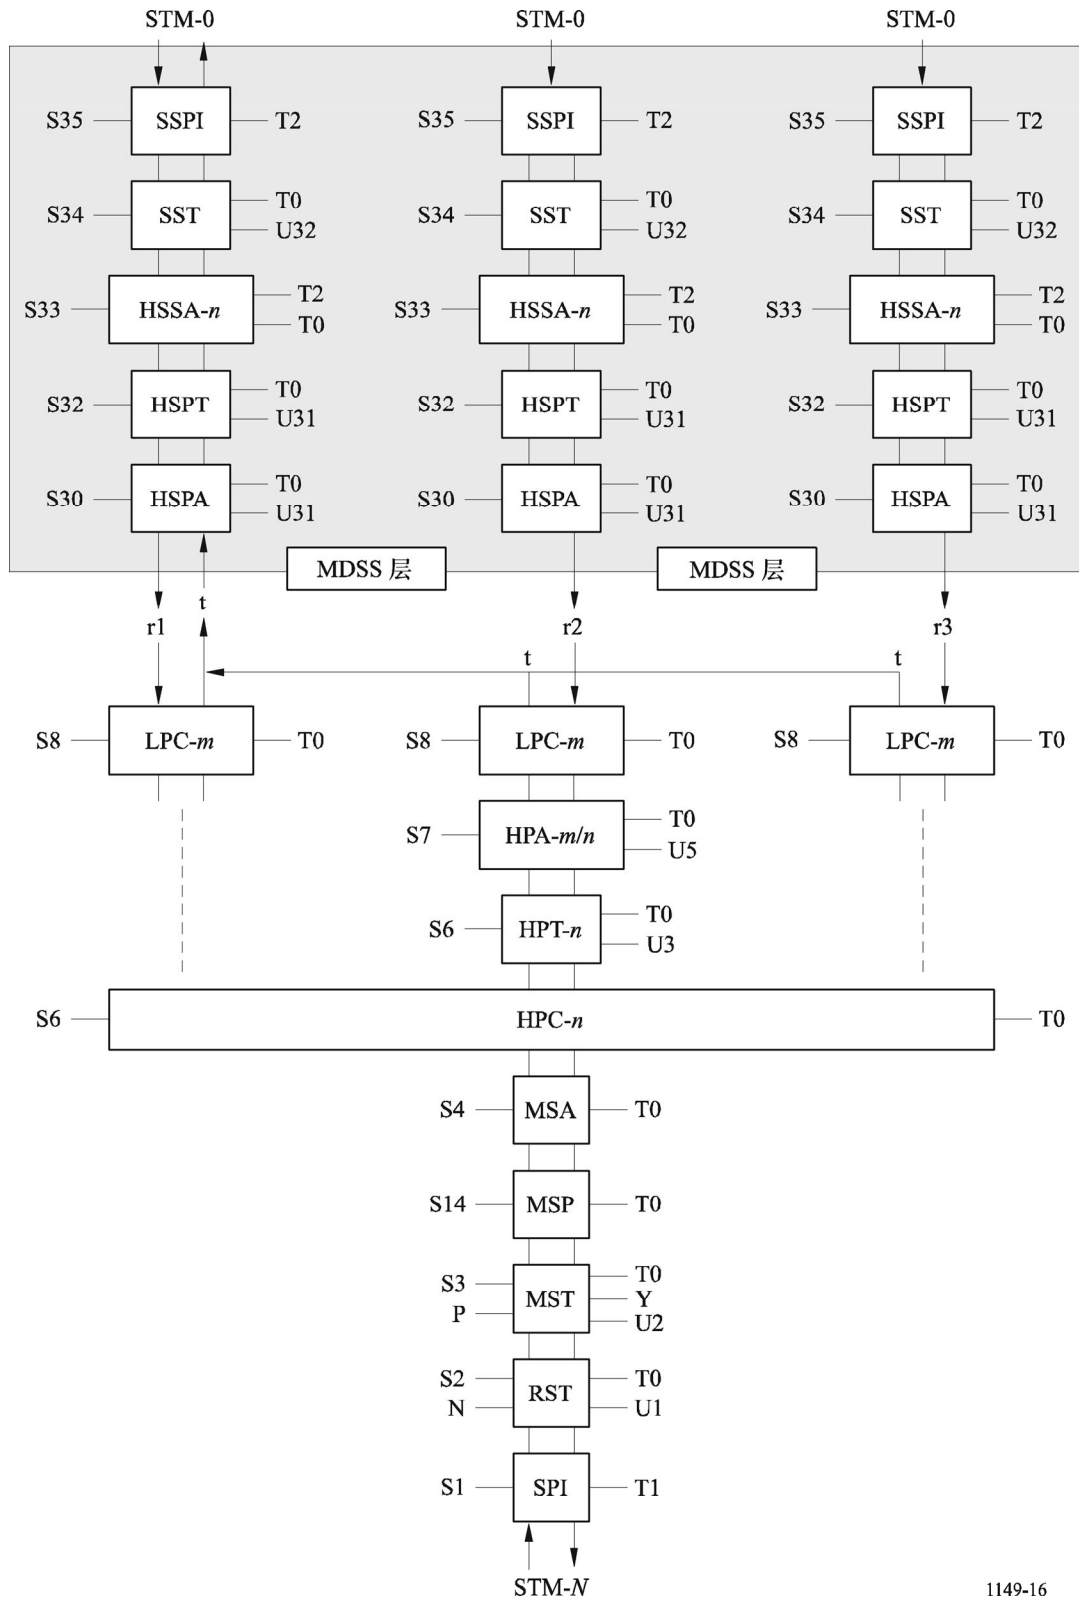 STM-0 STM-0 STM-0
S35 SSPI T2 S35 SSPI T2 S35 SSPI T2
T0 T0 T0
S34 SST S34 SST S34 SST
U32 U32 U32
T2 T2 T2
S33 HSSA-n S33 HSSA-n S33 HSSA-n
T0 T0 T0
T0 T0 T0
S32 HSPT S32 HSPT S32 HSPT
U31 U31 U31
T0 T0 T0
S30 HSPA S30 HSPA S30 HSPA
U31 U31 U31
MDSS 层 MDSS 层
t
r1 r2 r3
t t
S8 LPC-m T0 S8 LPC-m T0 S8 LPC-m T0
T0
S7 HPA-m/n
U5
T0
S6 HPT-n
U3
S6 HPC-n T0
S4 MSA T0
S14 MSP T0
T0
S3
MST Y
P
U2
S2 T0
RST
N U1
S1 SPI T1
STM-N
1149-16